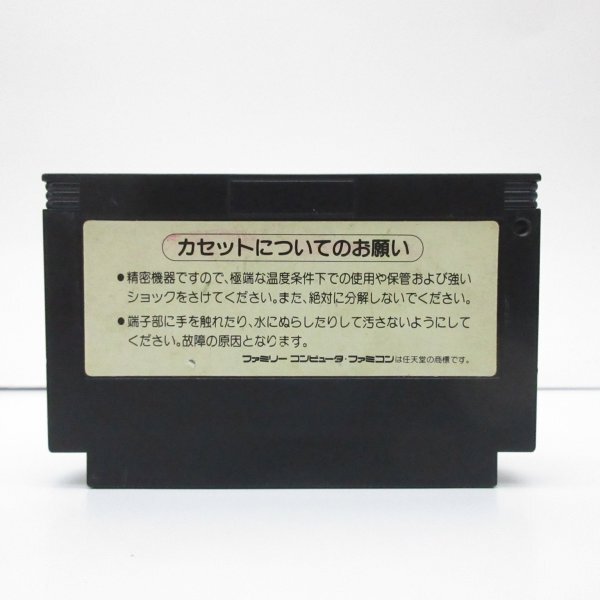 カセットについてのお願い
●精密機器ですので、極端な温度条件下での使用や保管および強い
ショックをさけてください。また、絶対に分解しないでください。
●端子部に手を触れたり、水にぬらしたりして汚さないようにして
ください。故障の原因となります。
ファミリー コンピュータ・ファミコンは任天堂の商標です。